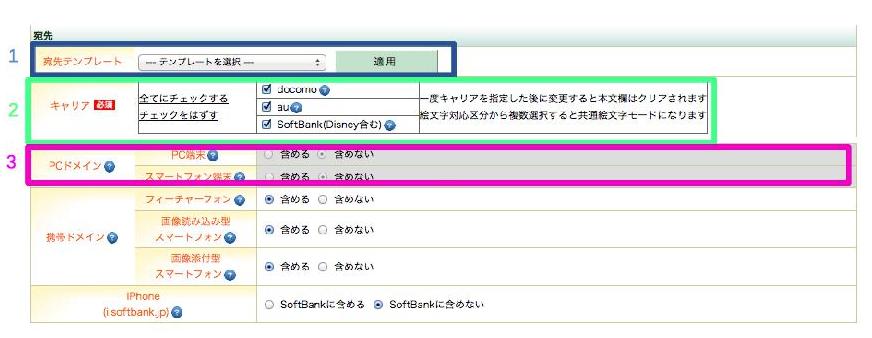 宛先
1
宛先テンプレート
--- テンプレートを選択 ---
適用
2
キャリア 必須
全てにチェックする
チェックをはずす
docomo ?
au ?
SoftBank(Disney含む) ?
一度キャリアを指定した後に変更すると本文欄はクリアされます
絵文字対応区分から複数選択すると共通絵文字モードになります
3
PCドメイン ?
PC端末 ?
含める 含めない
スマートフォン端末 ?
含める 含めない
携帯ドメイン ?
フィーチャーフォン ?
含める 含めない
画像読み込み型
スマートフォン ?
含める 含めない
画像添付型
スマートフォン ?
含める 含めない
iPhone
(i.softbank.jp) ?
SoftBankに含める SoftBankに含めない